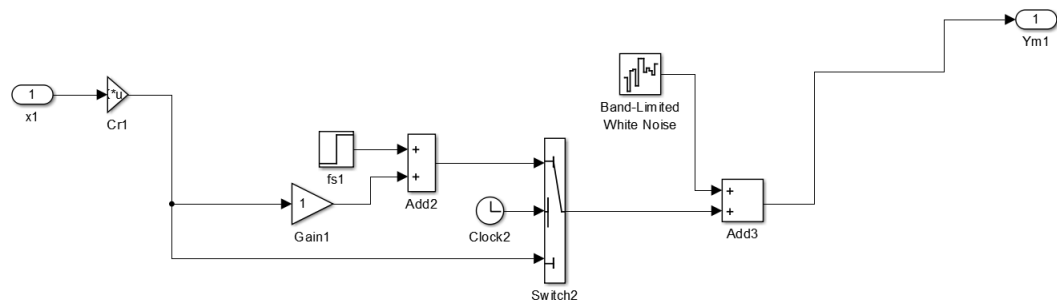 1
Ym1
Band-Limited
White Noise
1
x1
*u
Cr1
fs1
+
+
Add2
1
Gain1
Clock2
Switch2
+
+
Add3